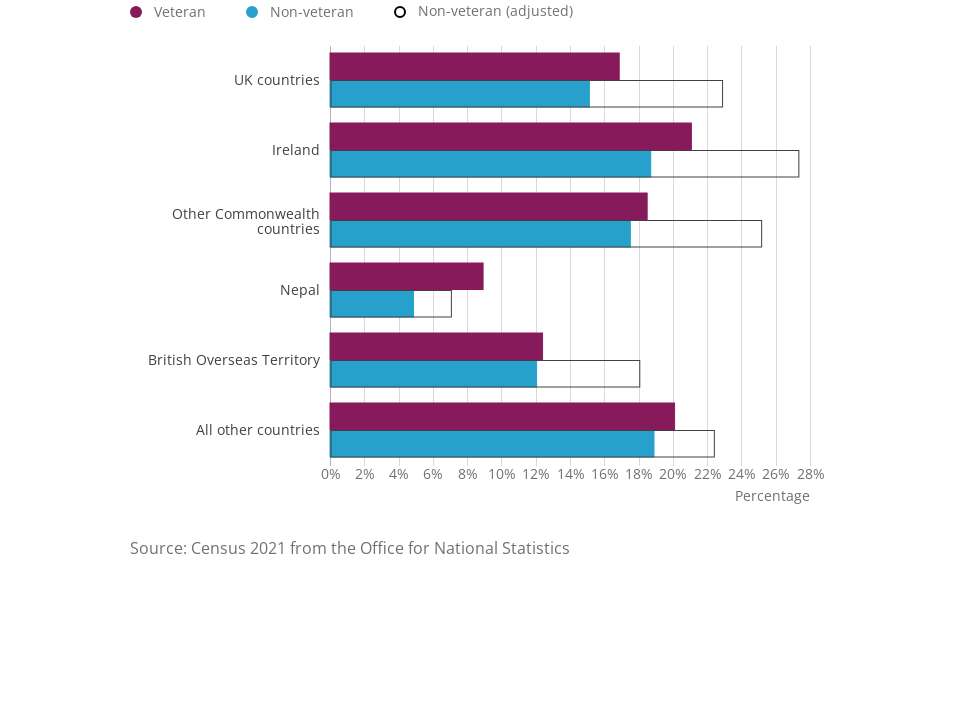 Veteran Non-veteran Non-veteran (adjusted)
UK countries
Ireland
Other Commonwealth
countries
Nepal
British Overseas Territory
All other countries
0% 2% 4% 6% 8% 10% 12% 14% 16% 18% 20% 22% 24% 26% 28%
Percentage
Source: Census 2021 from the Office for National Statistics